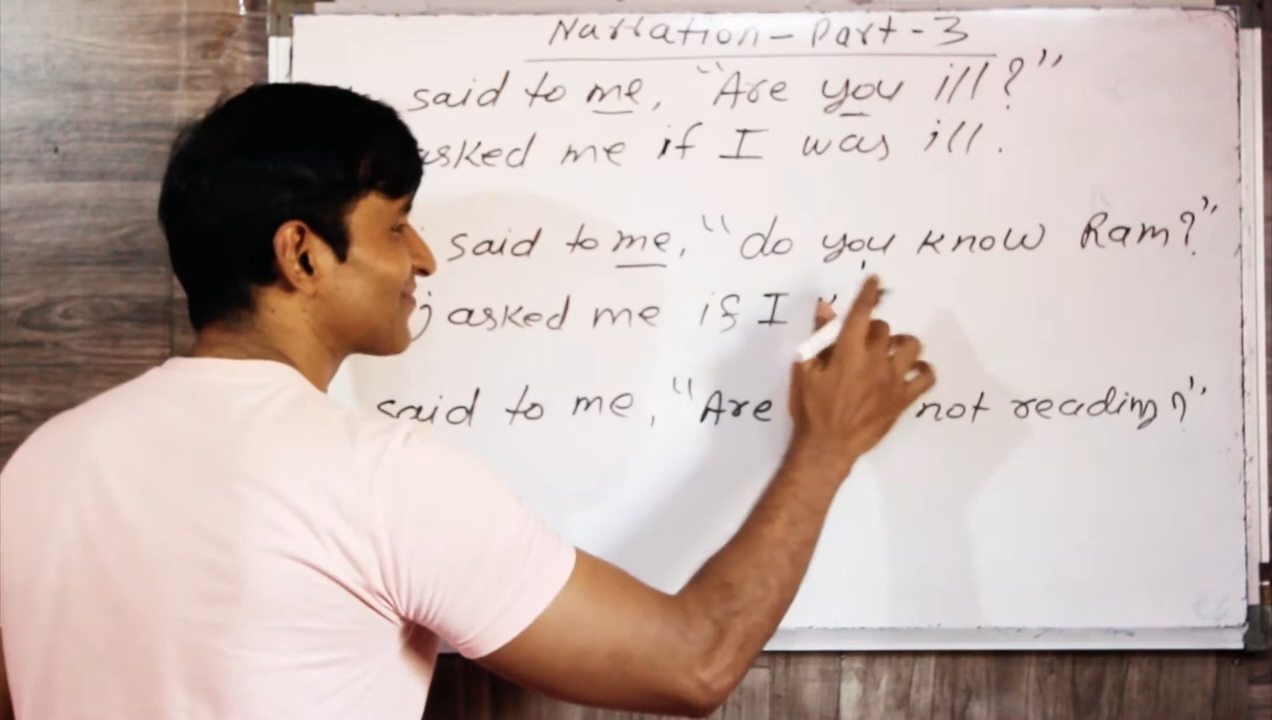 Narration - Part - 3
said to me, "Are you ill?"
asked me if I was ill.
said to me, "do you know Ram?"
asked me if I
said to me, "Are not reading?"